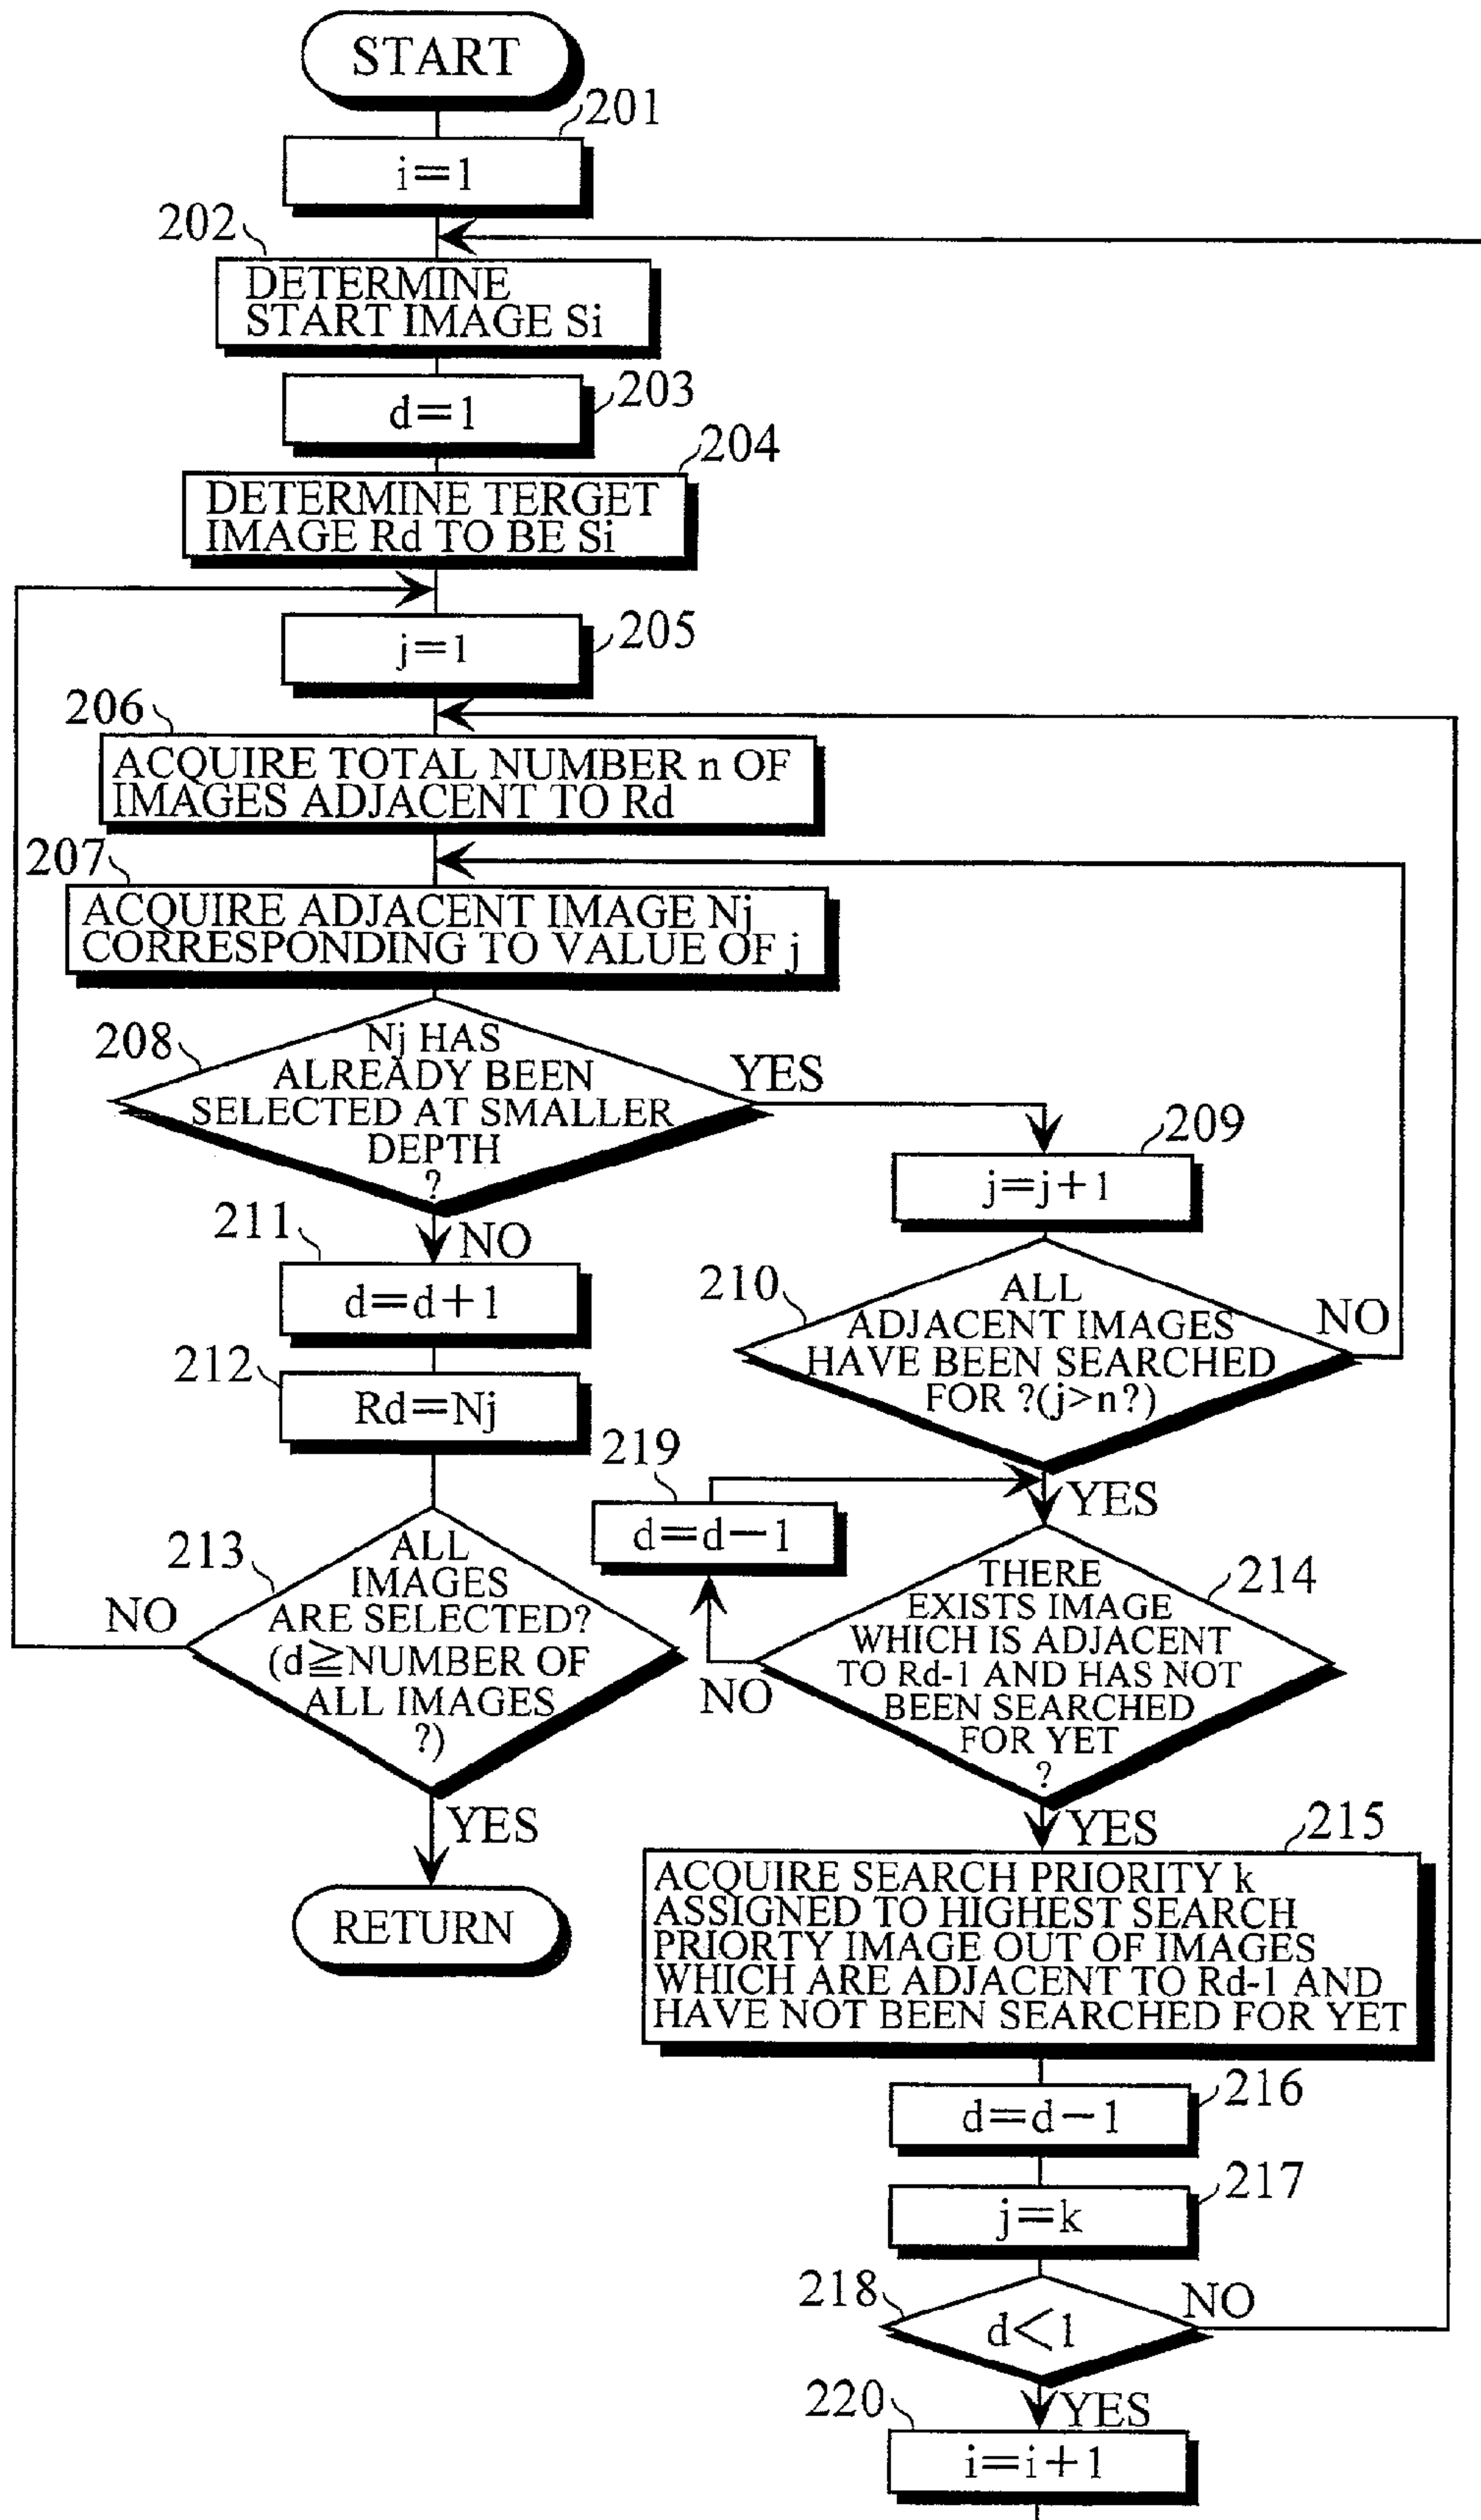 START
201
i=1
202
DETERMINE
START IMAGE Si
203
d=1
204
DETERMINE TERGET
IMAGE Rd TO BE Si
205
j=1
206
ACQUIRE TOTAL NUMBER n OF
IMAGES ADJACENT TO Rd
207
ACQUIRE ADJACENT IMAGE Nj
CORRESPONDING TO VALUE OF j
208
Nj HAS
ALREADY BEEN
SELECTED AT SMALLER
DEPTH
?
YES
209
j=j+1
NO
211
d=d+1
210
ALL
ADJACENT IMAGES
HAVE BEEN SEARCHED
FOR ?(j>n?)
NO
212
Rd=Nj
219
d=d-1
YES
213
ALL
IMAGES
ARE SELECTED?
(d≧NUMBER OF
ALL IMAGES
?)
NO
214
THERE
EXISTS IMAGE
WHICH IS ADJACENT
TO Rd-1 AND HAS NOT
BEEN SEARCHED
FOR YET
?
NO
YES
RETURN
YES
215
ACQUIRE SEARCH PRIORITY k
ASSIGNED TO HIGHEST SEARCH
PRIORTY IMAGE OUT OF IMAGES
WHICH ARE ADJACENT TO Rd-1 AND
HAVE NOT BEEN SEARCHED FOR YET
216
d=d-1
217
j=k
218
d<1
NO
YES
220
i=i+1